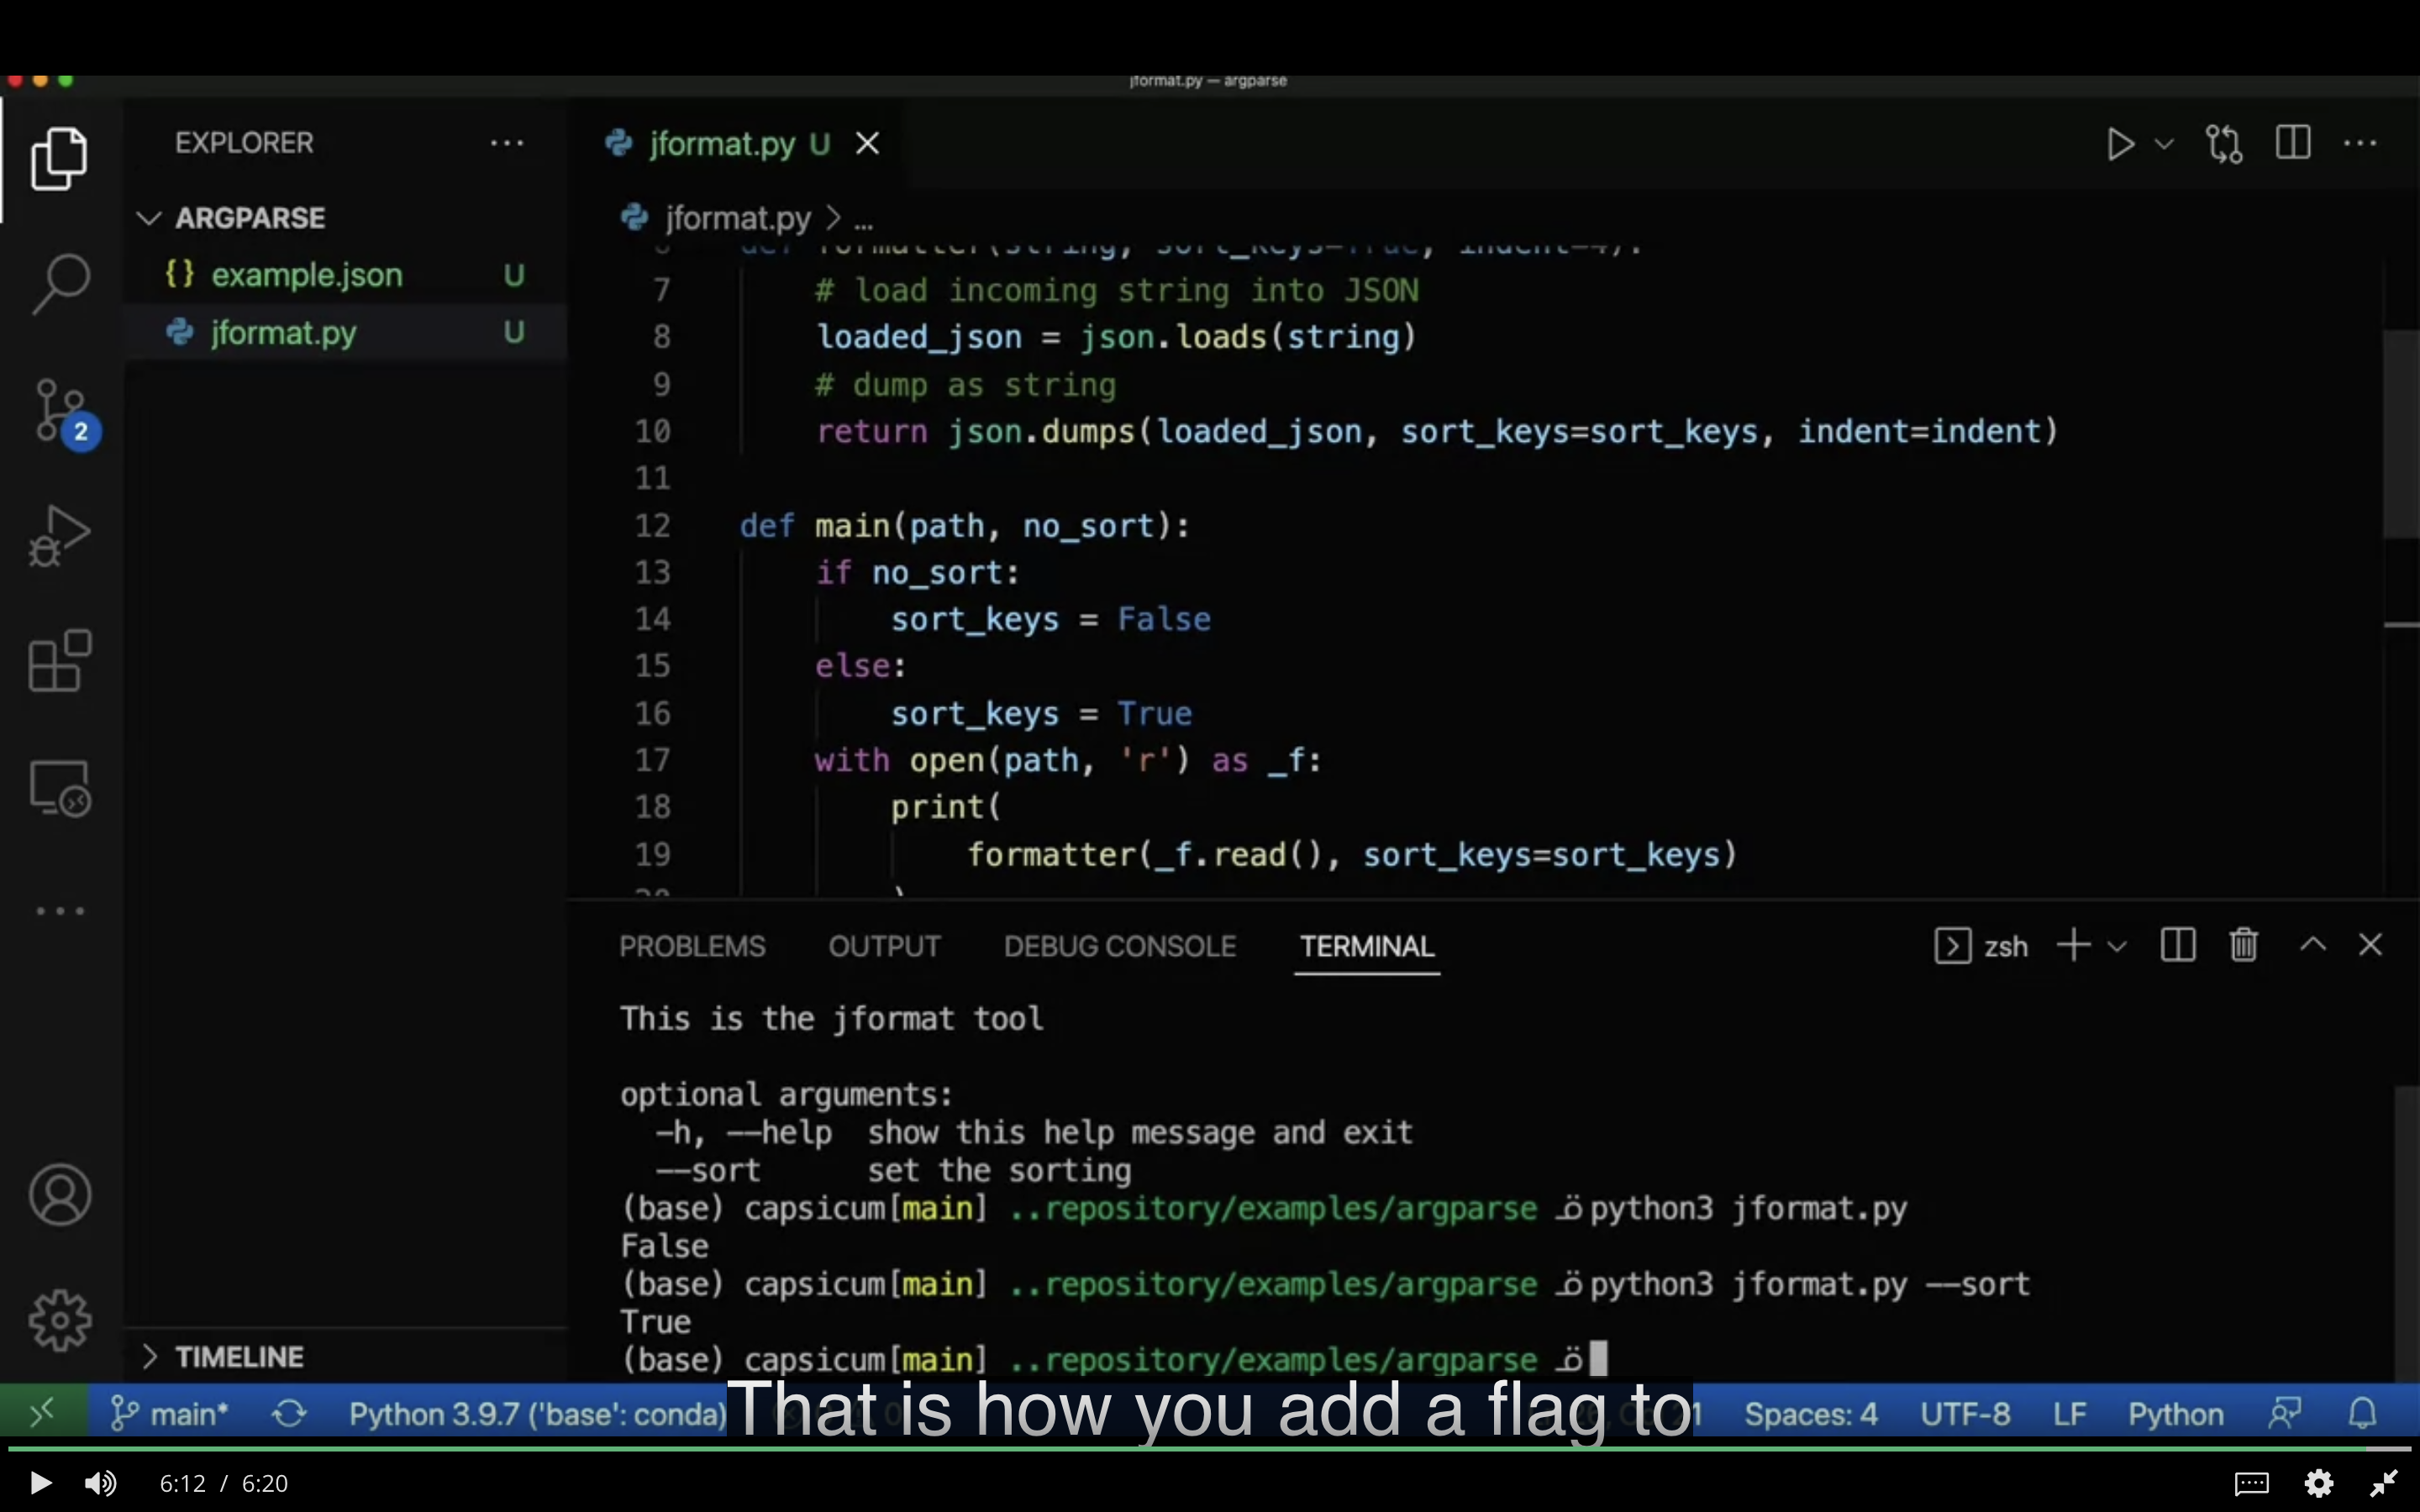 jformat.py — argparse
EXPLORER ...
jformat.py U
ARGPARSE
{} example.json U
jformat.py U
2
jformat.py > ...
def formatter(string, sort_keys=True, indent=4):
7 # load incoming string into JSON
8 loaded_json = json.loads(string)
9 # dump as string
10 return json.dumps(loaded_json, sort_keys=sort_keys, indent=indent)
11
12 def main(path, no_sort):
13 if no_sort:
14 sort_keys = False
15 else:
16 sort_keys = True
17 with open(path, 'r') as _f:
18 print(
19 formatter(_f.read(), sort_keys=sort_keys)
20 )
PROBLEMS OUTPUT DEBUG CONSOLE TERMINAL zsh
This is the jformat tool
optional arguments:
-h, --help show this help message and exit
--sort set the sorting
(base) capsicum[main] ..repository/examples/argparse python3 jformat.py
False
(base) capsicum[main] ..repository/examples/argparse python3 jformat.py --sort
True
(base) capsicum[main] ..repository/examples/argparse
TIMELINE
main* Python 3.9.7 ('base': conda) Spaces: 4 UTF-8 LF Python
That is how you add a flag to
6:12 / 6:20